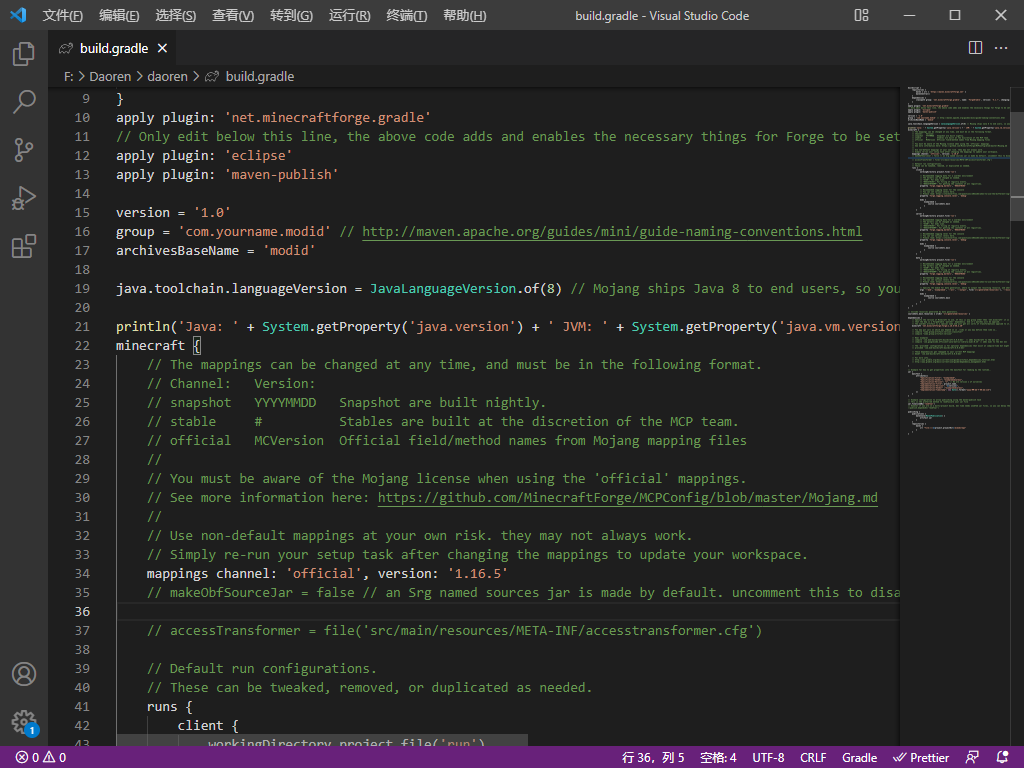 文件(F) 编辑(E) 选择(S) 查看(V) 转到(G) 运行(R) 终端(T) 帮助(H) build.gradle - Visual Studio Code
build.gradle
F: > Daoren > daoren > build.gradle
9 }
10 apply plugin: 'net.minecraftforge.gradle'
11 // Only edit below this line, the above code adds and enables the necessary things for Forge to be set
12 apply plugin: 'eclipse'
13 apply plugin: 'maven-publish'
14
15 version = '1.0'
16 group = 'com.yourname.modid' // http://maven.apache.org/guides/mini/guide-naming-conventions.html
17 archivesBaseName = 'modid'
18
19 java.toolchain.languageVersion = JavaLanguageVersion.of(8) // Mojang ships Java 8 to end users, so you
20
21 println('Java: ' + System.getProperty('java.version') + ' JVM: ' + System.getProperty('java.vm.version
22 minecraft {
23 // The mappings can be changed at any time, and must be in the following format.
24 // Channel: Version:
25 // snapshot YYYYMMDD Snapshot are built nightly.
26 // stable # Stables are built at the discretion of the MCP team.
27 // official MCVersion Official field/method names from Mojang mapping files
28 //
29 // You must be aware of the Mojang license when using the 'official' mappings.
30 // See more information here: https://github.com/MinecraftForge/MCPConfig/blob/master/Mojang.md
31 //
32 // Use non-default mappings at your own risk. they may not always work.
33 // Simply re-run your setup task after changing the mappings to update your workspace.
34 mappings channel: 'official', version: '1.16.5'
35 // makeObfSourceJar = false // an Srg named sources jar is made by default. uncomment this to disa
36
37 // accessTransformer = file('src/main/resources/META-INF/accesstransformer.cfg')
38
39 // Default run configurations.
40 // These can be tweaked, removed, or duplicated as needed.
41 runs {
42 client {
43 workingDirectory project.file('run')
1
0 0 行 36，列 5 空格: 4 UTF-8 CRLF Gradle Prettier